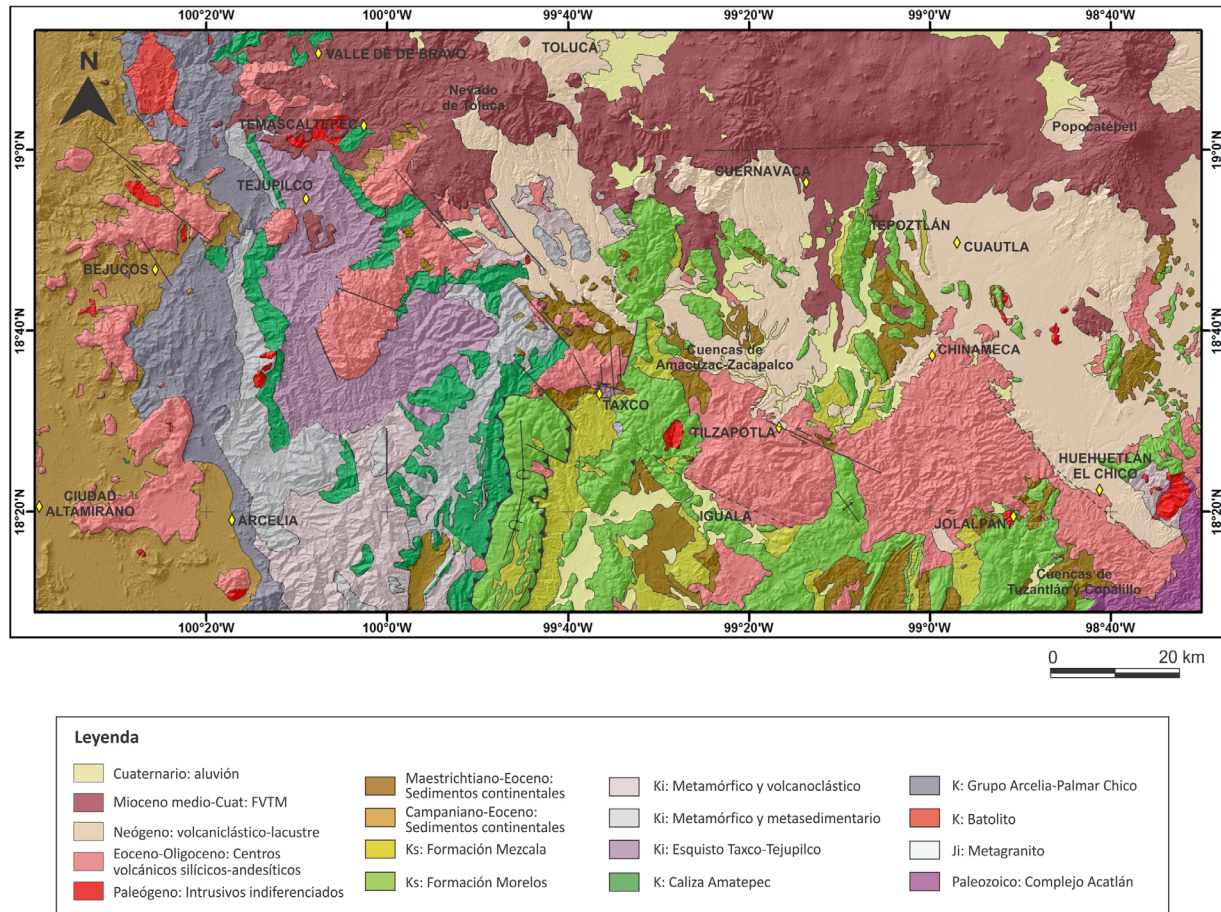 100°20'W 100°0'W 99°40'W 99°20'W 99°0'W 98°40'W
N
VALLE DE DE BRAVO
TOLUCA
Nevado
de Toluca
TEMASCALTEPEC
Popocatépetl
19°0'N
19°0'N
CUERNAVACA
TEJUPILCO
TEPOZTLÁN
CUAUTLA
BEJUCOS
18°40'N
18°40'N
Cuencas de
Amacuzac-Zacapalco
CHINAMECA
TAXCO
TILZAPOTLA
HUEHUETLÁN
EL CHICO
CIUDAD
ALTAMIRANO
ARCELIA
IGUALA
JOLALPAN
18°20'N
18°20'N
Cuencas de
Tuzantlán y Copalillo
100°20'W 100°0'W 99°40'W 99°20'W 99°0'W 98°40'W
0 20 km
Leyenda
Cuaternario: aluvión
Mioceno medio-Cuat: FVTM
Neógeno: volcaniclástico-lacustre
Eoceno-Oligoceno: Centros
volcánicos silícicos-andesíticos
Paleógeno: Intrusivos indiferenciados
Maestrichtiano-Eoceno:
Sedimentos continentales
Campaniano-Eoceno:
Sedimentos continentales
Ks: Formación Mezcala
Ks: Formación Morelos
Ki: Metamórfico y volcanoclástico
Ki: Metamórfico y metasedimentario
Ki: Esquisto Taxco-Tejupilco
K: Caliza Amatepec
K: Grupo Arcelia-Palmar Chico
K: Batolito
Ji: Metagranito
Paleozoico: Complejo Acatlán